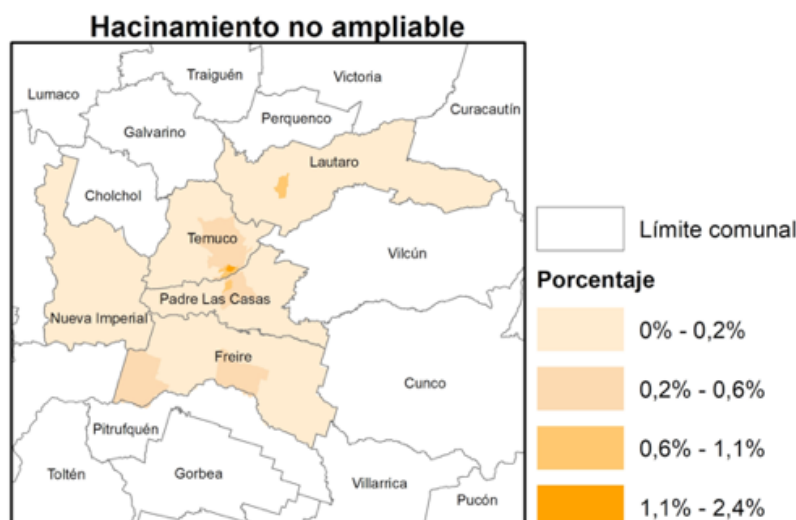 Hacinamiento no ampliable
Traiguén
Victoria
Lumaco
Curacautín
Perquenco
Galvarino
Lautaro
Cholchol
Temuco
Vilcún
Padre Las Casas
Nueva Imperial
Freire
Cunco
Pitrufquén
Toltén
Gorbea
Villarrica
Pucón
Límite comunal
Porcentaje
0% - 0,2%
0,2% - 0,6%
0,6% - 1,1%
1,1% - 2,4%